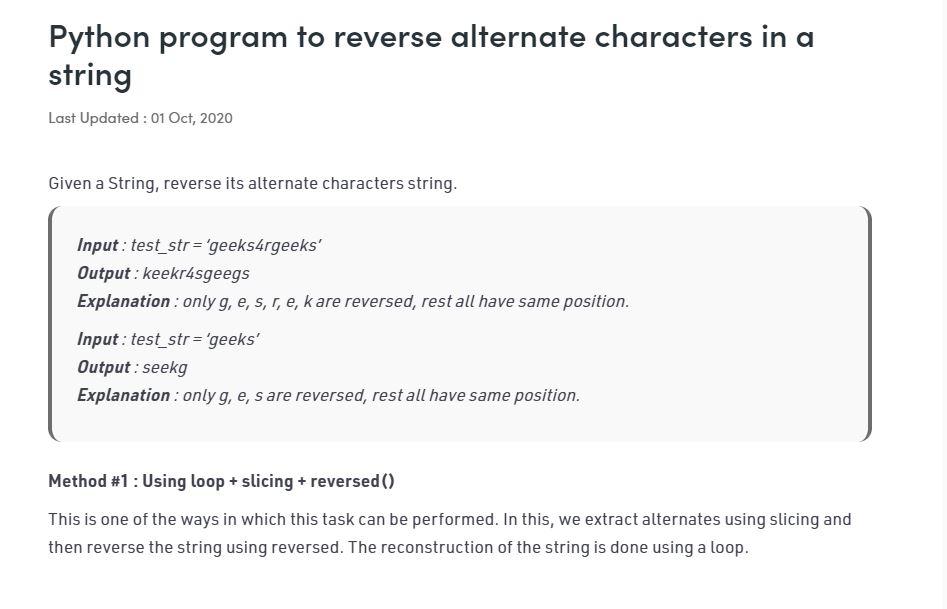 Python program to reverse alternate characters in a
string
Last Updated : 01 Oct, 2020
Given a String, reverse its alternate characters string.
Input : test_str = ‘geeks4rgeeks’
Output : keekr4sgeegs
Explanation : only g, e, s, r, e, k are reversed, rest all have same position.
Input : test_str = ‘geeks’
Output : seekg
Explanation : only g, e, s are reversed, rest all have same position.
Method #1 : Using loop + slicing + reversed()
This is one of the ways in which this task can be performed. In this, we extract alternates using slicing and
then reverse the string using reversed. The reconstruction of the string is done using a loop.